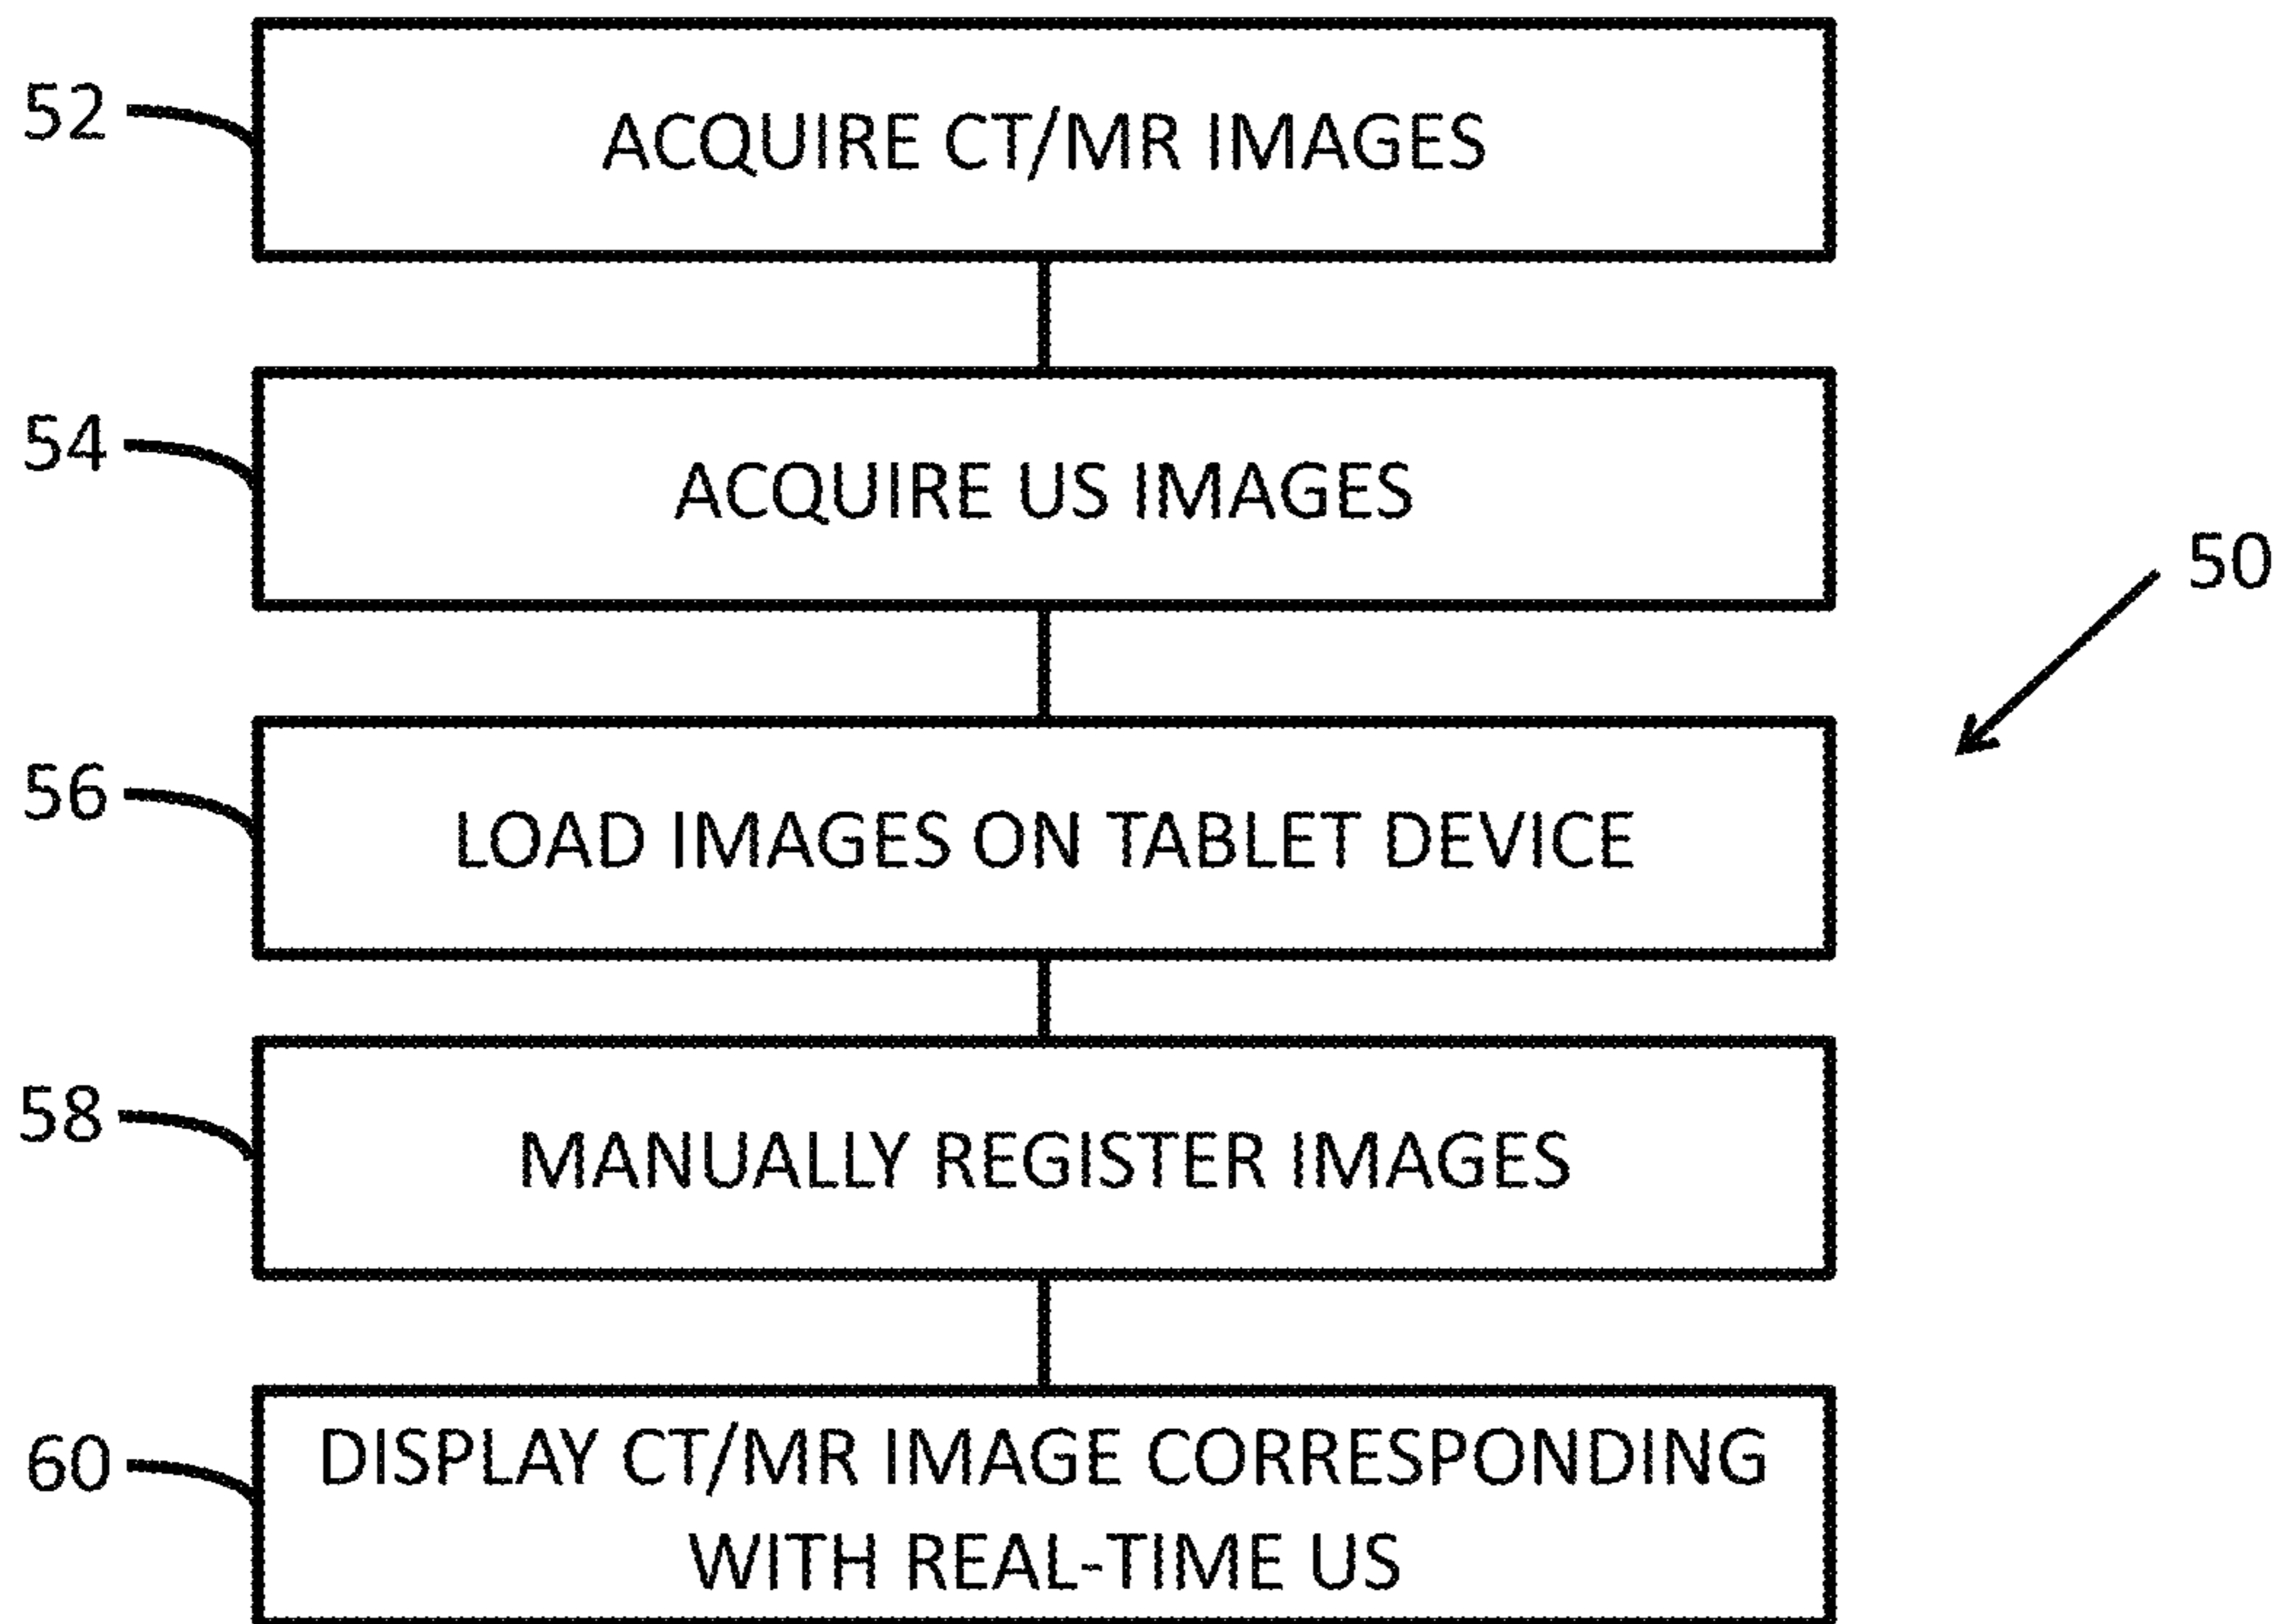 52
ACQUIRE CT/MR IMAGES
54
ACQUIRE US IMAGES
50
56
LOAD IMAGES ON TABLET DEVICE
58
MANUALLY REGISTER IMAGES
60
DISPLAY CT/MR IMAGE CORRESPONDING
WITH REAL-TIME US